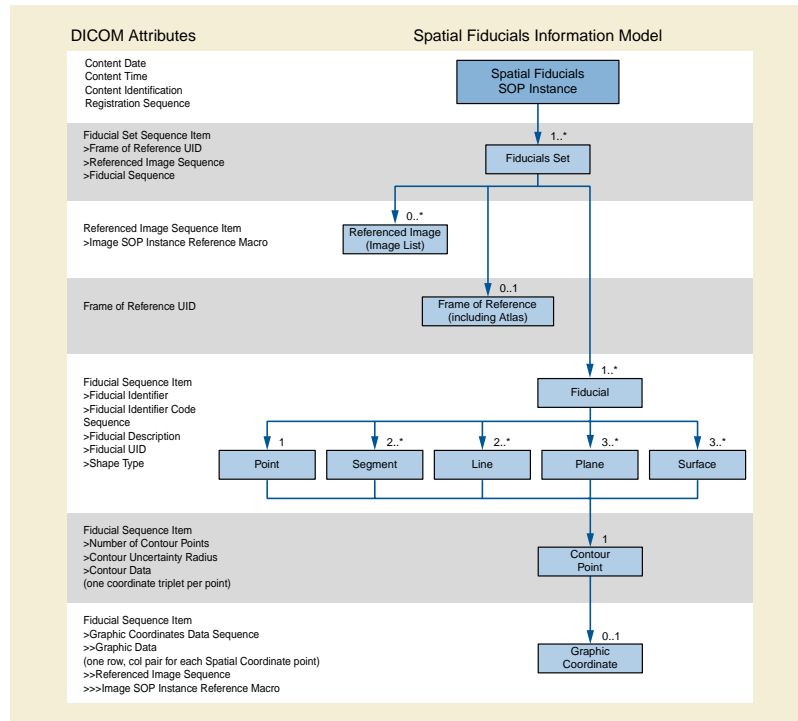 DICOM Attributes
Spatial Fiducials Information Model
Content Date
Content Time
Content Identification
Registration Sequence
Spatial Fiducials
SOP Instance
Fiducial Set Sequence Item
>Frame of Reference UID
>Referenced Image Sequence
>Fiducial Sequence
1..*
Fiducials Set
Referenced Image Sequence Item
>Image SOP Instance Reference Macro
0..*
Referenced Image
(Image List)
Frame of Reference UID
0..1
Frame of Reference
(including Atlas)
Fiducial Sequence Item
>Fiducial Identifier
>Fiducial Identifier Code
Sequence
>Fiducial Description
>Fiducial UID
>Shape Type
1..*
Fiducial
1
2..*
2..*
3..*
3..*
Point
Segment
Line
Plane
Surface
Fiducial Sequence Item
>Number of Contour Points
>Contour Uncertainty Radius
>Contour Data
(one coordinate triplet per point)
1
Contour
Point
Fiducial Sequence Item
>Graphic Coordinates Data Sequence
>>Graphic Data
(one row, col pair for each Spatial Coordinate point)
>>Referenced Image Sequence
>>>Image SOP Instance Reference Macro
0..1
Graphic
Coordinate